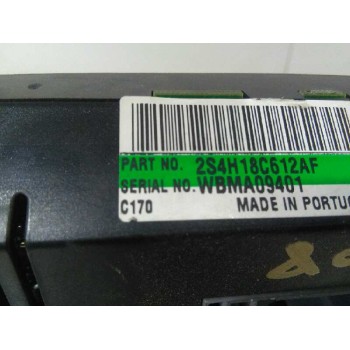 PART NO. 2S4H18C612AF
SERIAL NO. WBMA09401
C170 MADE IN PORTUG